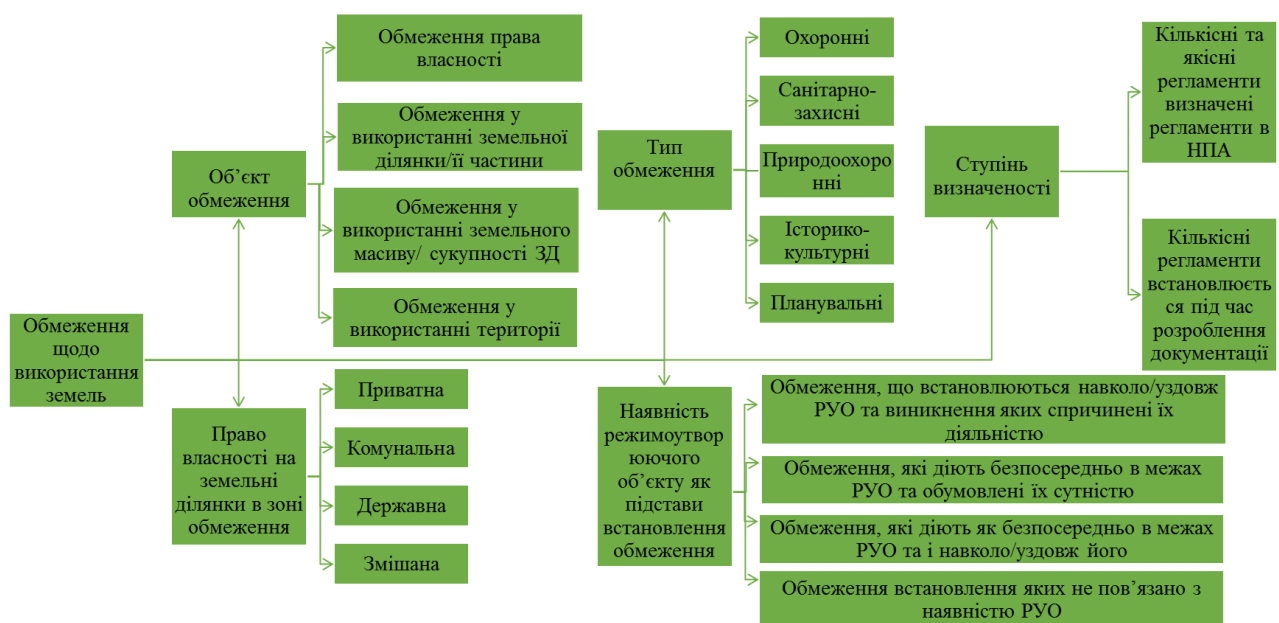 Обмеження
щодо
використання
земель
Об’єкт
обмеження
Обмеження права
власності
Обмеження у
використанні земельної
ділянки/її частини
Обмеження у
використанні земельного
масиву/ сукупності ЗД
Обмеження у
використанні території
Право
власності на
земельні
ділянки в зоні
обмеження
Приватна
Комунальна
Державна
Змішана
Тип
обмеження
Охоронні
Санітарно-
захисні
Природоохоро
нні
Історико-
культурні
Планувальні
Наявність
режимоутвор
юючого
об’єкту як
підстави
встановлення
обмеження
Обмеження, що встановлюються навколо/уздовж
РУО та виникнення яких спричинені їх
діяльністю
Обмеження, які діють безпосередньо в межах
РУО та обумовлені їх сутністю
Обмеження, які діють як безпосередньо в межах
РУО та і навколо/уздовж його
Обмеження встановлення яких не пов’язано з
наявністю РУО
Ступінь
визначеності
Кількісні та
якісні
регламенти
визначені
регламенти в
НПА
Кількісні
регламенти
встановлюєть
ся під час
розроблення
документації